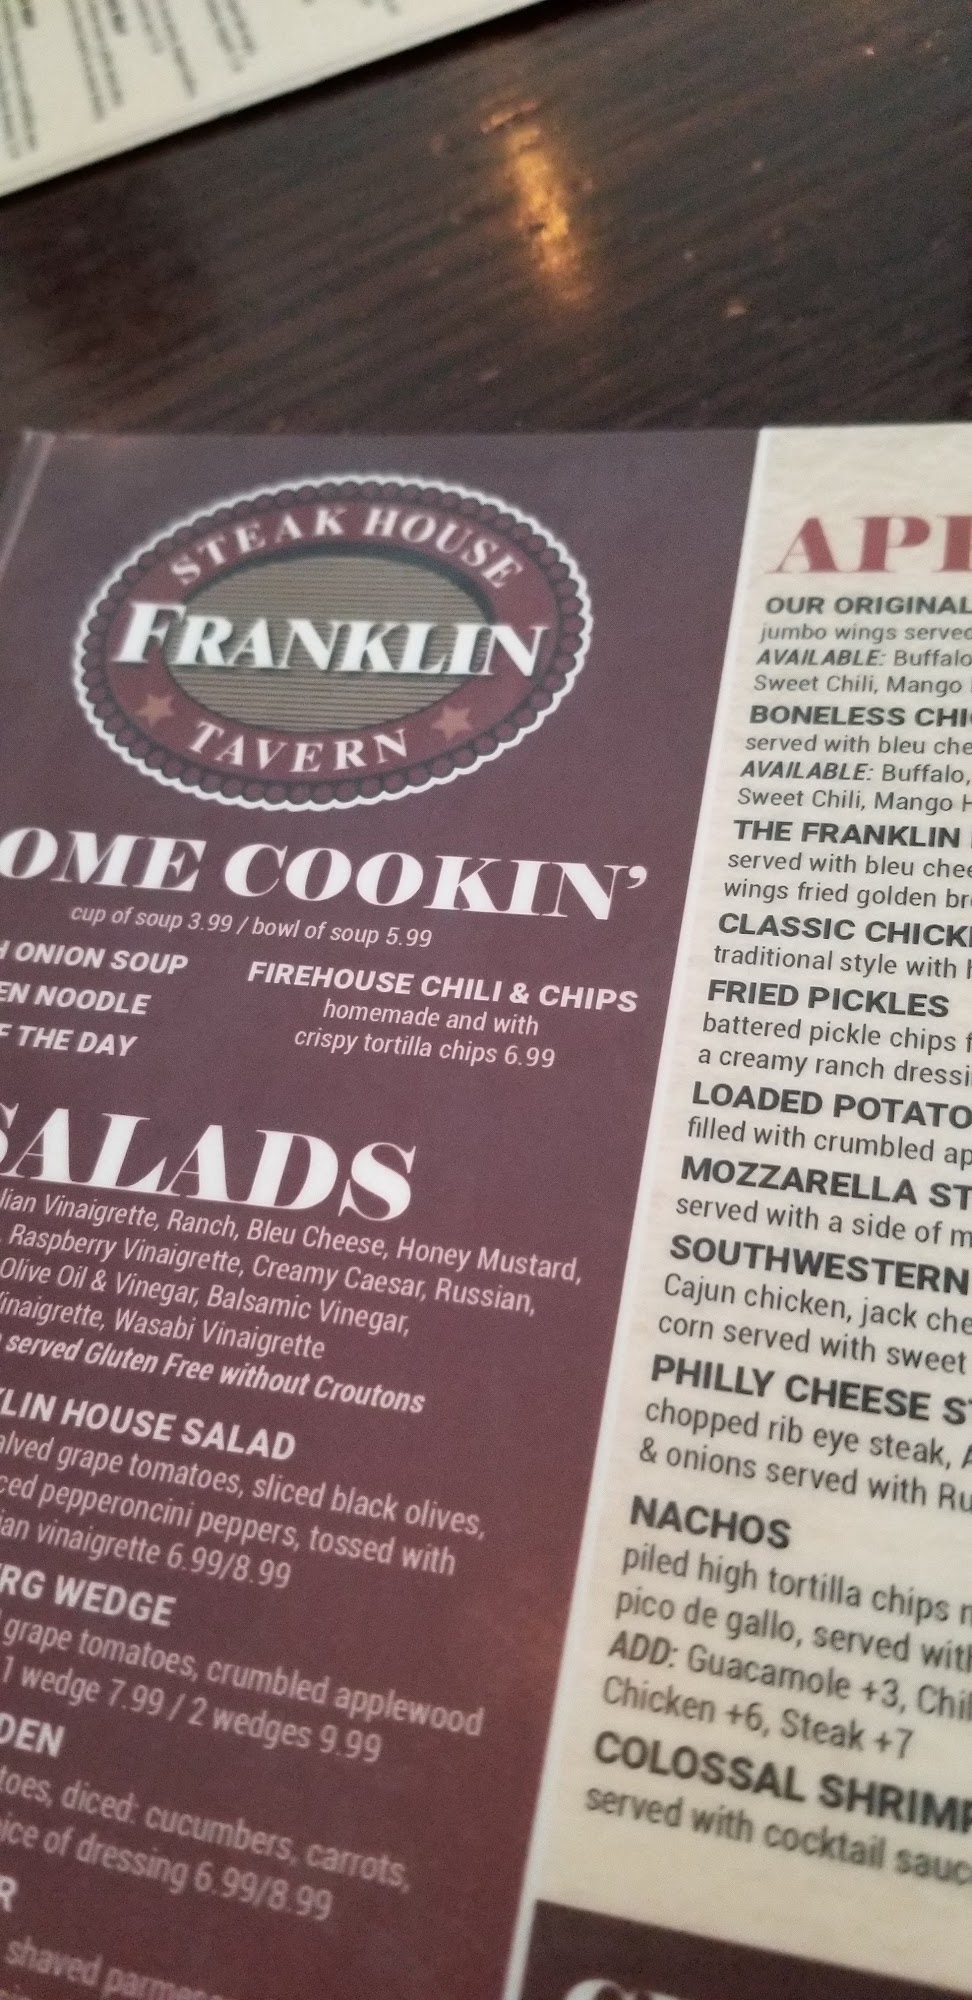 STEAK HOUSE
FRANKLIN
TAVERN
OME COOKIN'
cup of soup 3.99 / bowl of soup 5.99
H ONION SOUP
EN NOODLE
F THE DAY
FIREHOUSE CHILI & CHIPS
homemade and with
crispy tortilla chips 6.99
SALADS
lian Vinaigrette, Ranch, Bleu Cheese, Honey Mustard,
Raspberry Vinaigrette, Creamy Caesar, Russian,
Olive Oil & Vinegar, Balsamic Vinegar,
Vinaigrette, Wasabi Vinaigrette
served Gluten Free without Croutons
LIN HOUSE SALAD
alved grape tomatoes, sliced black olives,
ced pepperoncini peppers, tossed with
ian vinaigrette 6.99/8.99
RG WEDGE
grape tomatoes, crumbled applewood
1 wedge 7.99 / 2 wedges 9.99
DEN
toes, diced: cucumbers, carrots,
ice of dressing 6.99/8.99
R
shaved parme
API
OUR ORIGINAL
jumbo wings served
AVAILABLE: Buffalo
Sweet Chili, Mango
BONELESS CHI
served with bleu che
AVAILABLE: Buffalo,
Sweet Chili, Mango H
THE FRANKLIN
served with bleu chee
wings fried golden br
CLASSIC CHICK
traditional style with
FRIED PICKLES
battered pickle chips f
a creamy ranch dressi
LOADED POTATO
filled with crumbled ap
MOZZARELLA ST
served with a side of m
SOUTHWESTERN
Cajun chicken, jack che
corn served with sweet
PHILLY CHEESE S
chopped rib eye steak, A
& onions served with Ru
NACHOS
piled high tortilla chips
pico de gallo, served with
ADD: Guacamole +3, Chil
Chicken +6, Steak +7
COLOSSAL SHRIMP
served with cocktail sauc